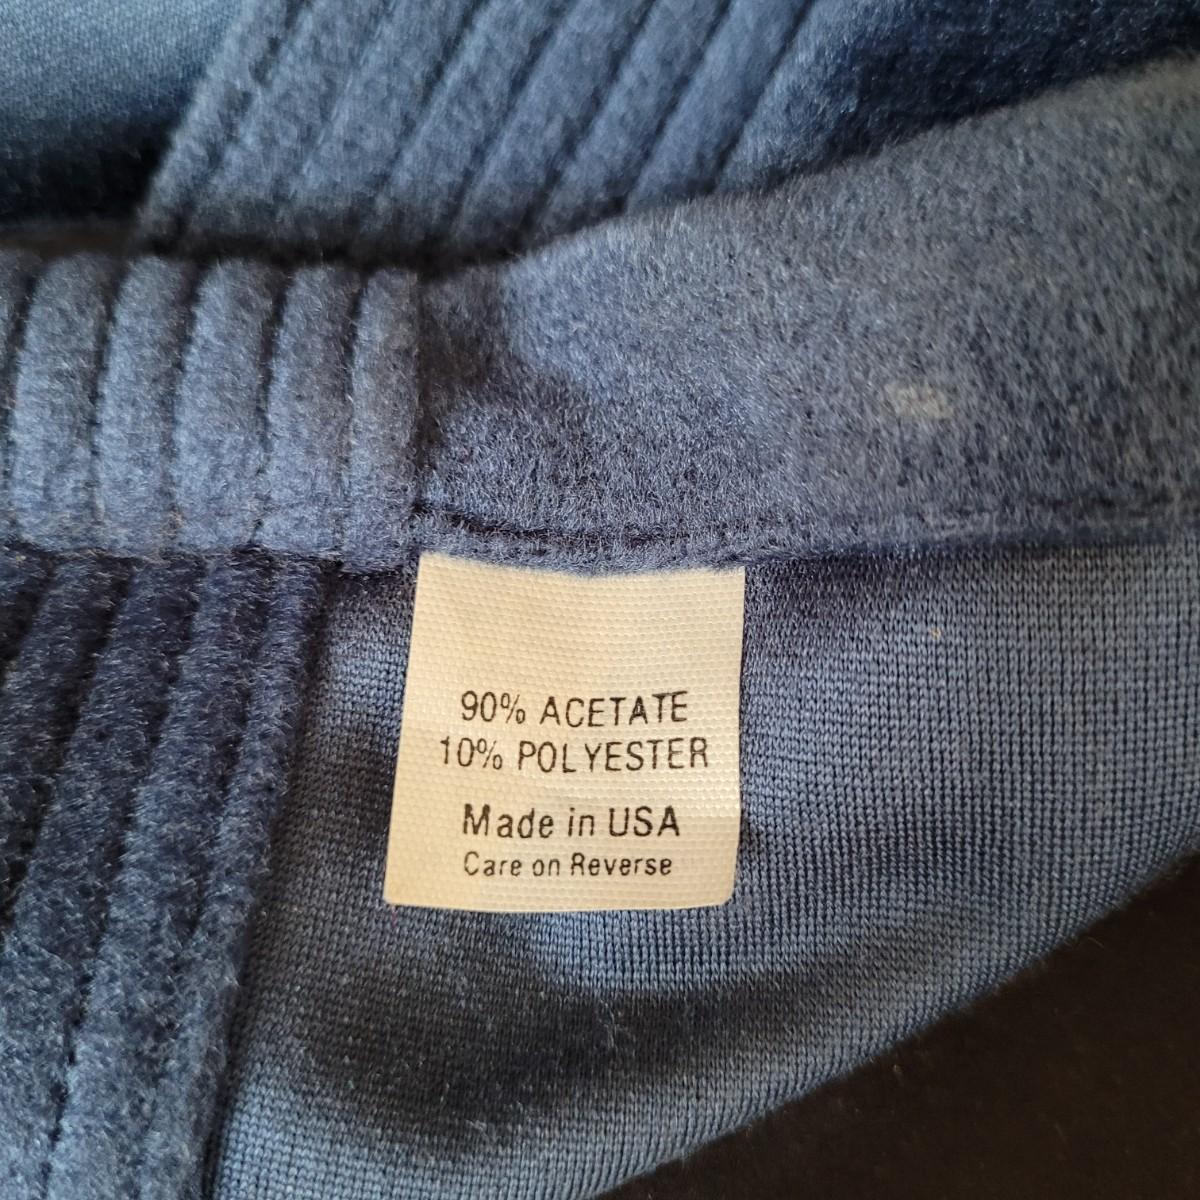 90% ACETATE
10% POLYESTER
Made in USA
Care on Reverse